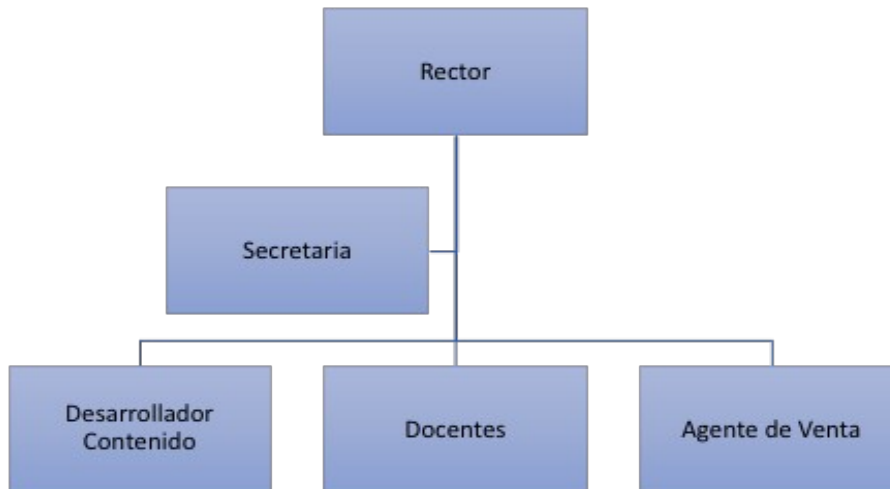 Rector
Secretaria
Desarrollador
Contenido
Docentes
Agente de Venta